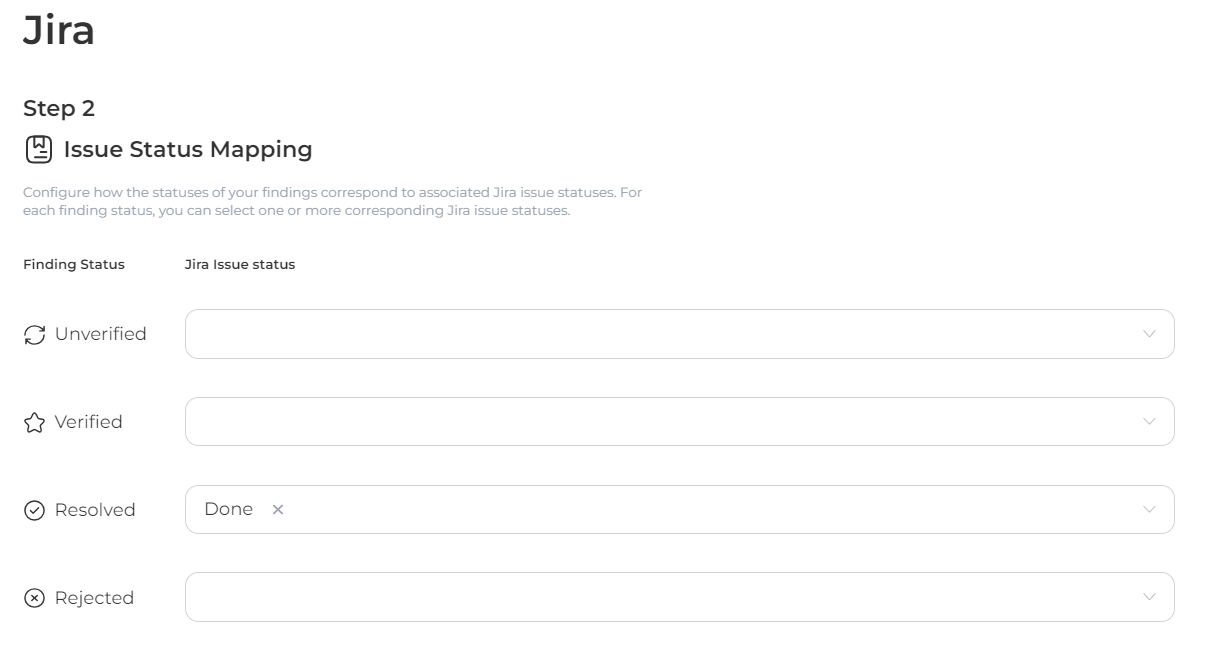 Jira
Step 2
Issue Status Mapping
Configure how the statuses of your findings correspond to associated Jira issue statuses. For
each finding status, you can select one or more corresponding Jira issue statuses.
Finding Status Jira Issue status
Unverified
Verified
Resolved Done ×
Rejected